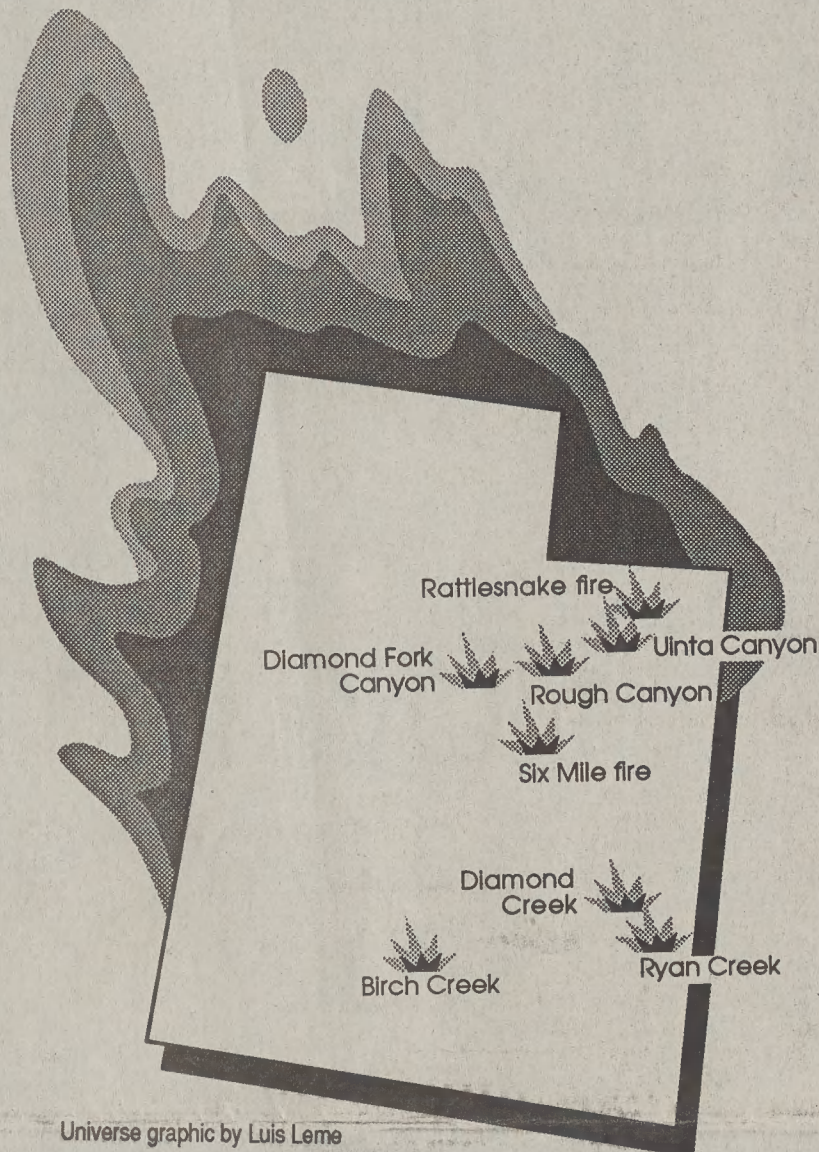 Rattlesnake fire
Uinta Canyon
Diamond Fork
Canyon
Rough Canyon
Six Mile fire
Diamond
Creek
Ryan Creek
Birch Creek
Universe graphic by Luis Leme